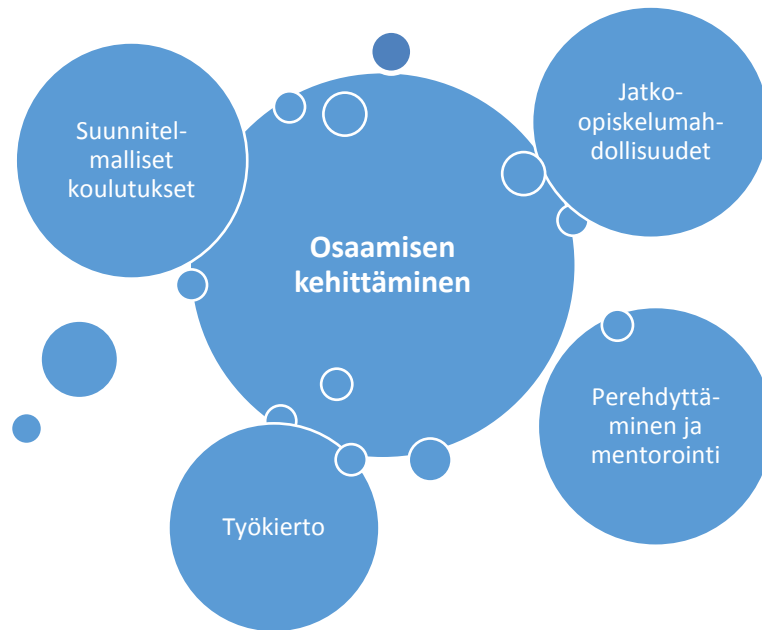 Suunnitel-
malliset
koulutukset
Jatko-
opiskelumah-
dollisuudet
Osaamisen
kehittäminen
Perehdyttä-
minen ja
mentorointi
Työkierto